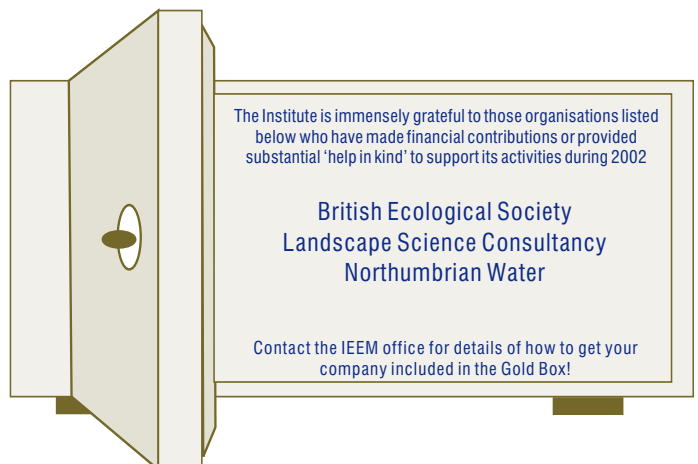 The Institute is immensely grateful to those organisations listed
below who have made financial contributions or provided
substantial ‘help in kind’ to support its activities during 2002
British Ecological Society
Landscape Science Consultancy
Northumbrian Water
Contact the IEEM office for details of how to get your
company included in the Gold Box!